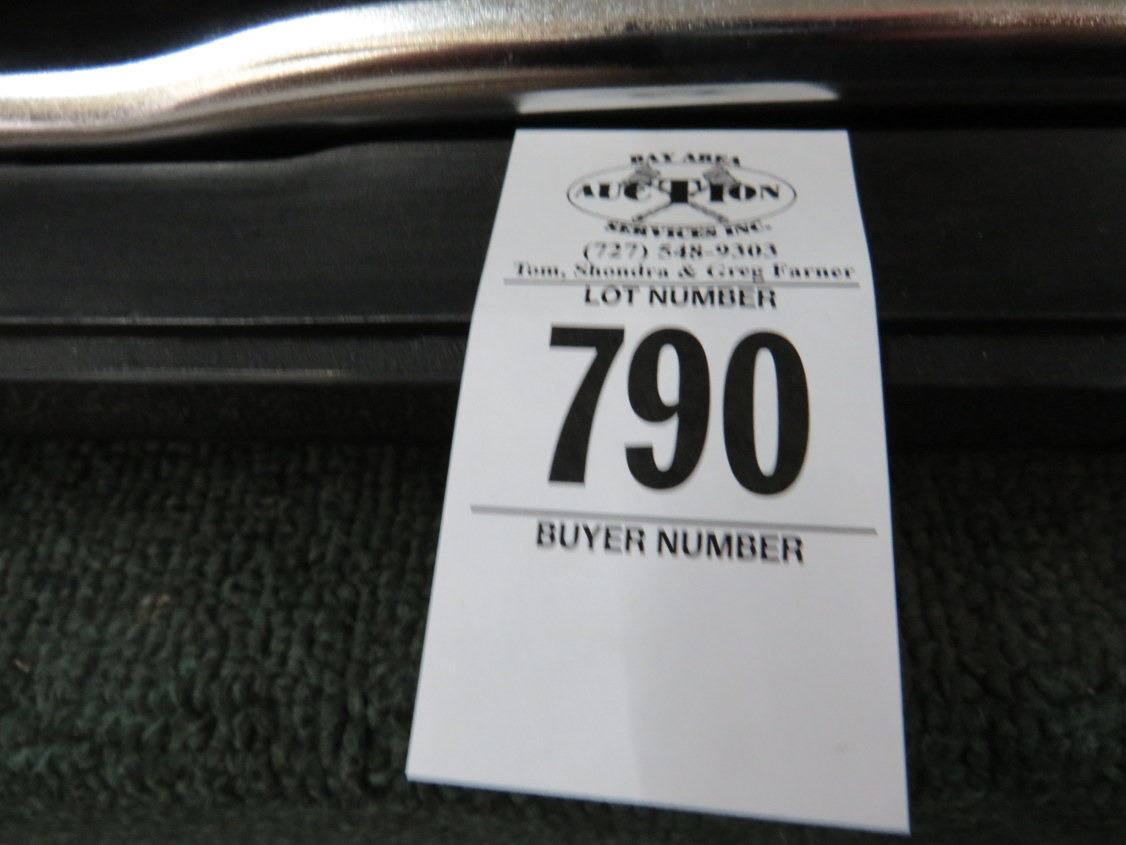 BAY AREA
AUCTION
SERVICES INC.
(727) 548-9303
Tom, Shondra & Greg Farner
LOT NUMBER
790
BUYER NUMBER